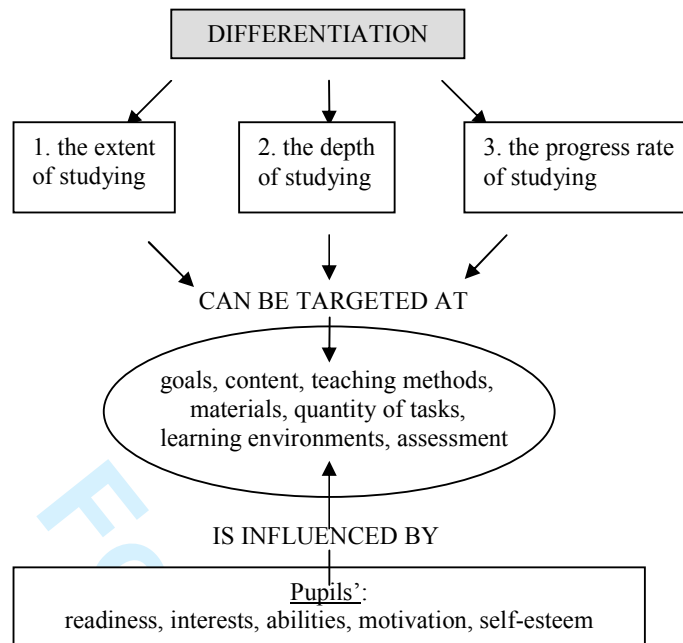 DIFFERENTIATION
1. the extent
of studying
2. the depth
of studying
3. the progress rate
of studying
CAN BE TARGETED AT
goals, content, teaching methods,
materials, quantity of tasks,
learning environments, assessment
IS INFLUENCED BY
Pupils’:
readiness, interests, abilities, motivation, self-esteem